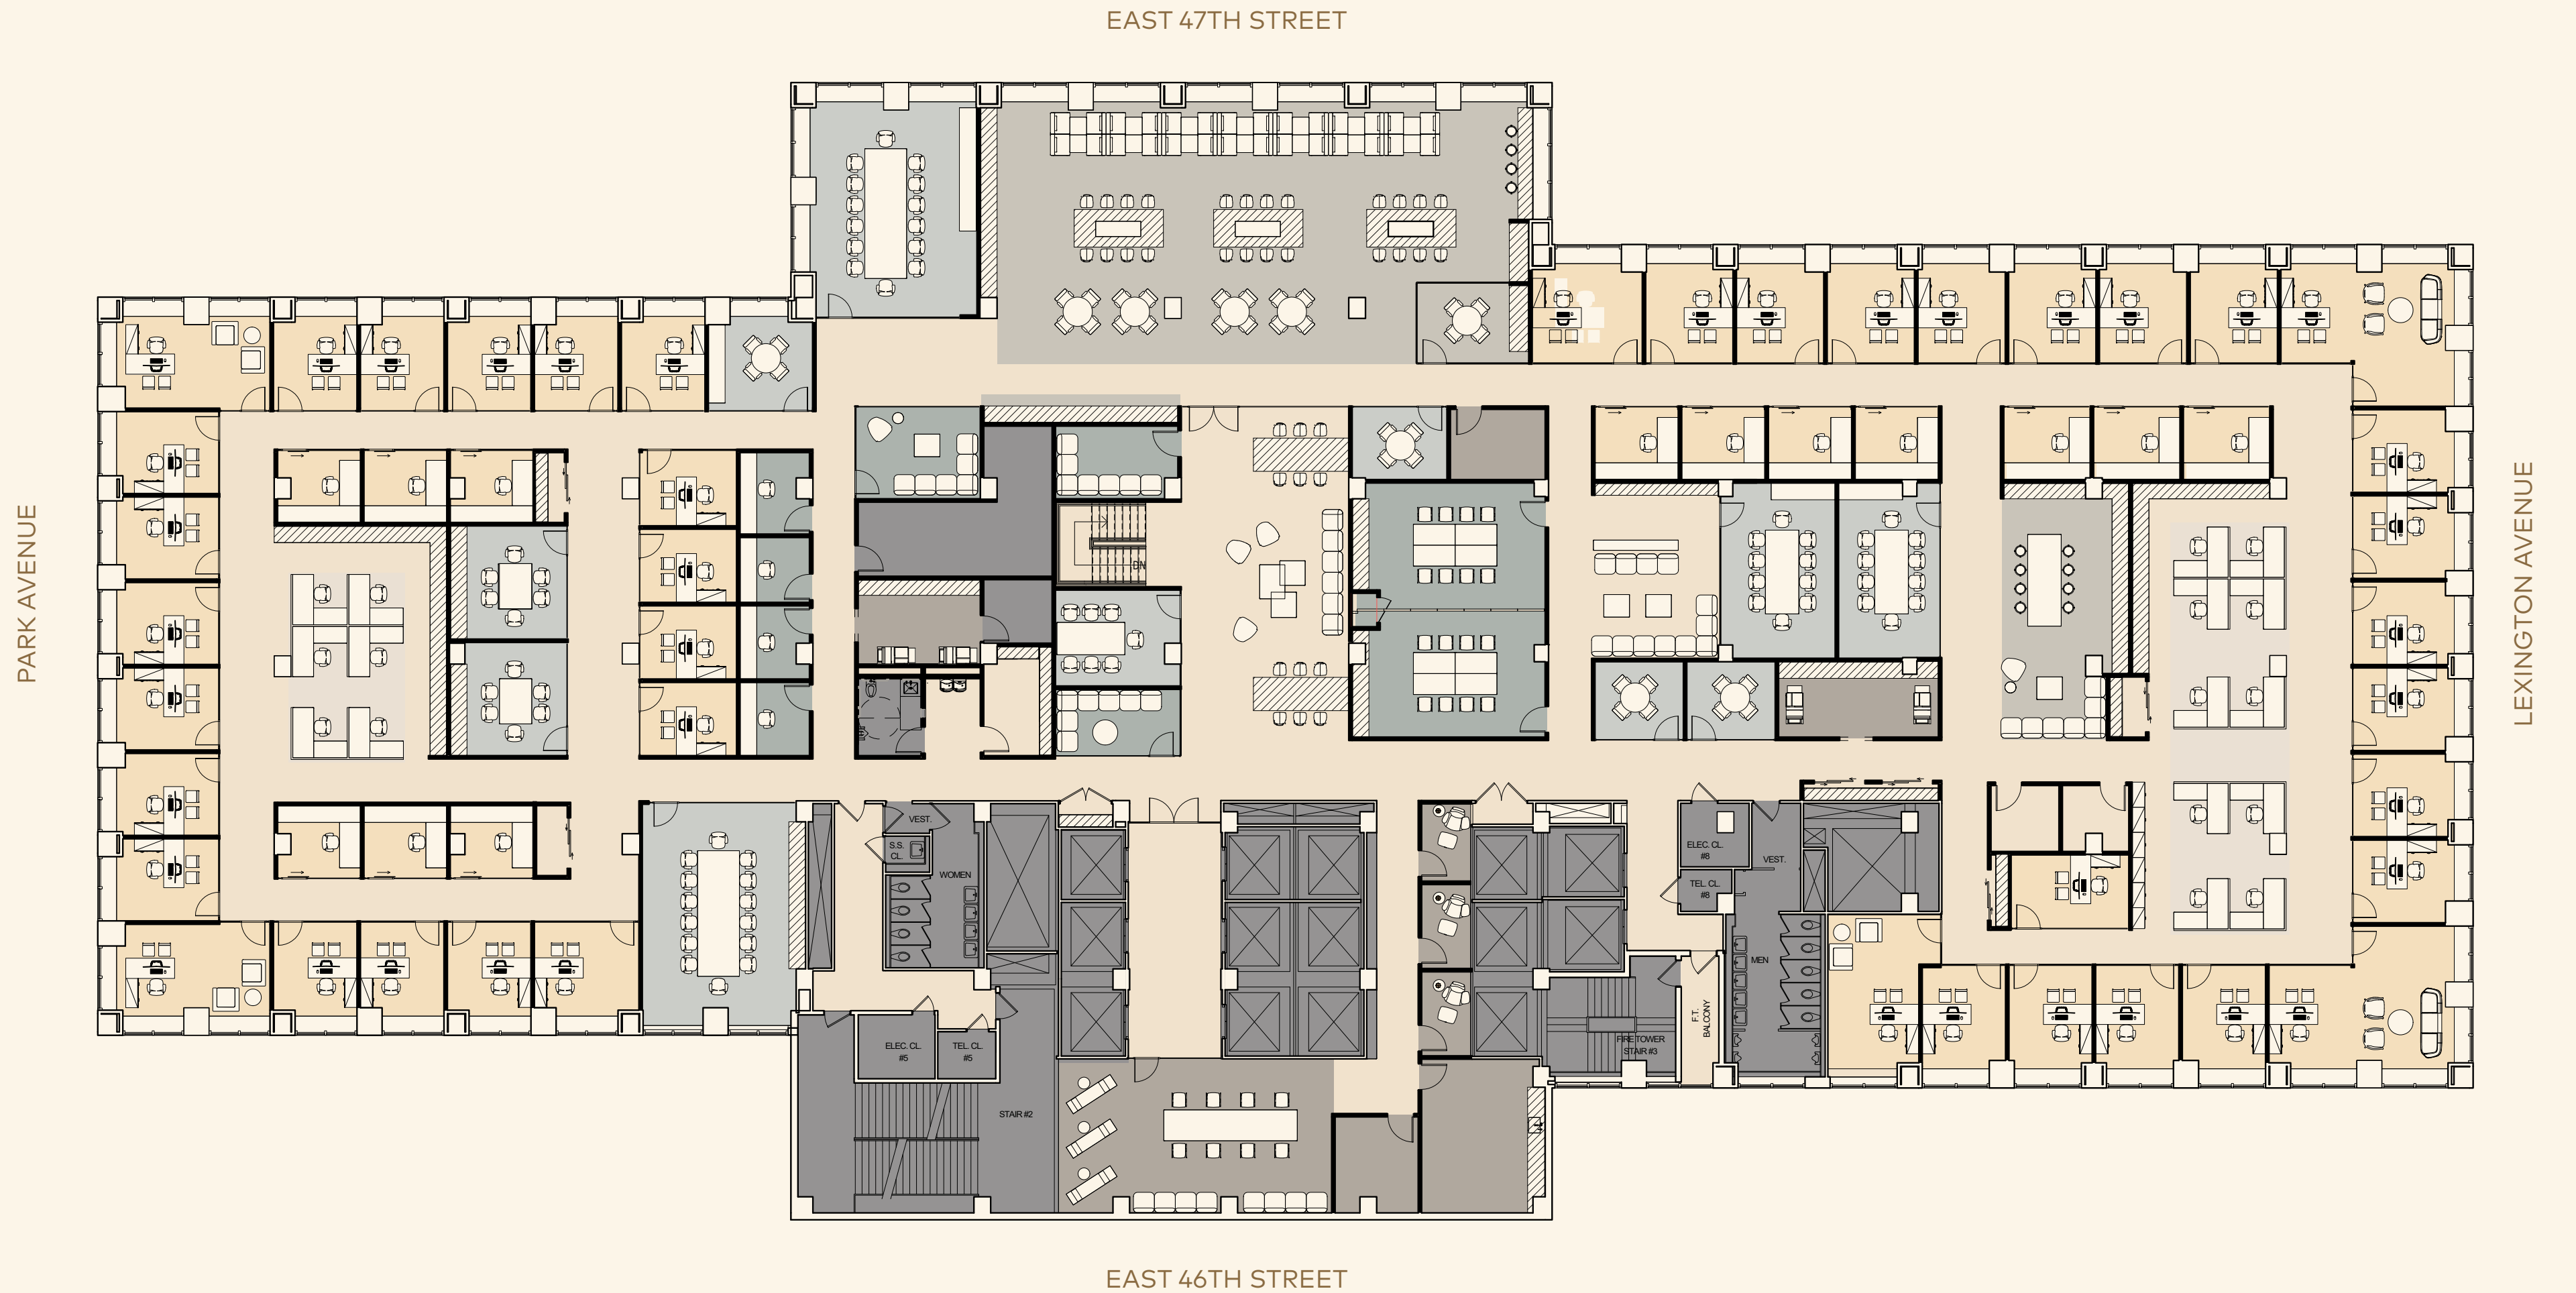 EAST 47TH STREET
PARK AVENUE
LEXINGTON AVENUE
DN
VEST.
S.S.
CL.
WOMEN
ELEC. CL.
#8
VEST.
TEL. CL.
#8
MEN
F.T.
BALCONY
ELEC. CL.
#5
TEL. CL.
#5
FIRE TOWER
STAIR #3
STAIR #2
EAST 46TH STREET